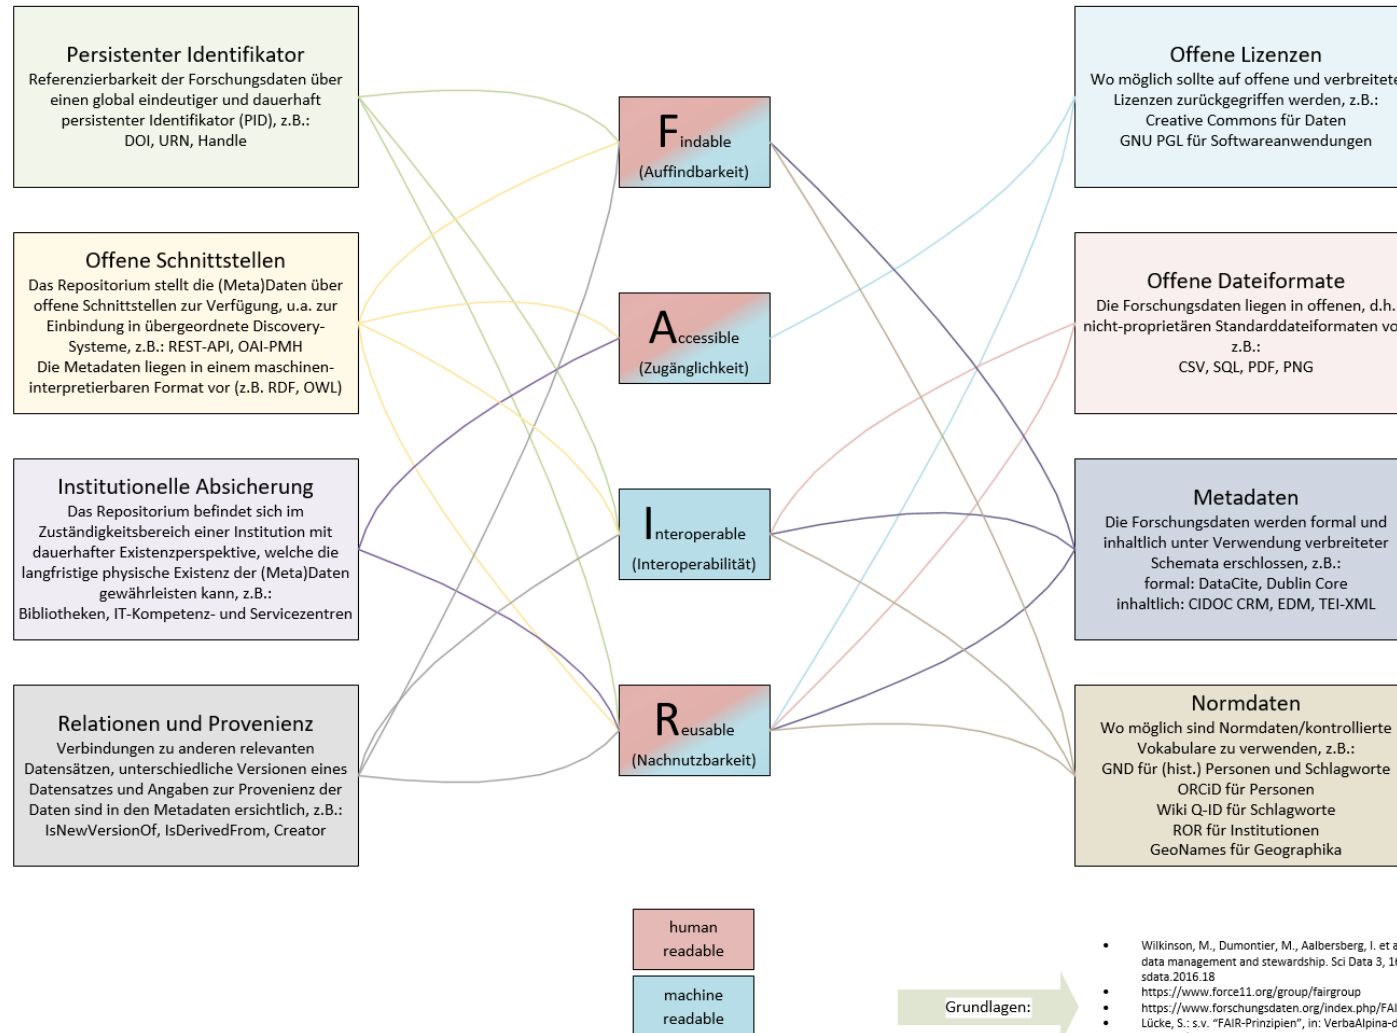 Persistenter Identifikator
Referenzierbarkeit der Forschungsdaten über
einen global eindeutiger und dauerhaft
persistenter Identifikator (PID), z.B.:
DOI, URN, Handle
Offene Schnittstellen
Das Repositorium stellt die (Meta)Daten über
offene Schnittstellen zur Verfügung, u.a. zur
Einbindung in übergeordnete Discovery-
Systeme, z.B.: REST-API, OAI-PMH
Die Metadaten liegen in einem maschinen-
interpretierbaren Format vor (z.B. RDF, OWL)
Institutionelle Absicherung
Das Repositorium befindet sich im
Zuständigkeitsbereich einer Institution mit
dauerhafter Existenzperspektive, welche die
langfristige physische Existenz der (Meta)Daten
gewährleisten kann, z.B.:
Bibliotheken, IT-Kompetenz- und Servicezentren
Relationen und Provenienz
Verbindungen zu anderen relevanten
Datensätzen, unterschiedliche Versionen eines
Datensatzes und Angaben zur Provenienz der
Daten sind in den Metadaten ersichtlich, z.B.:
IsNewVersionOf, IsDerivedFrom, Creator
Findable
(Auffindbarkeit)
Accessible
(Zugänglichkeit)
Interoperable
(Interoperabilität)
Reusable
(Nachnutzbarkeit)
human
readable
machine
readable
Offene Lizenzen
Wo möglich sollte auf offene und verbreitete
Lizenzen zurückgegriffen werden, z.B.:
Creative Commons für Daten
GNU PGL für Softwareanwendungen
Offene Dateiformate
Die Forschungsdaten liegen in offenen, d.h.
nicht-proprietären Standarddateiformaten vo
z.B.:
CSV, SQL, PDF, PNG
Metadaten
Die Forschungsdaten werden formal und
inhaltlich unter Verwendung verbreiteter
Schemata erschlossen, z.B.:
formal: DataCite, Dublin Core
inhaltlich: CIDOC CRM, EDM, TEI-XML
Normdaten
Wo möglich sind Normdaten/kontrollierte
Vokabulare zu verwenden, z.B.:
GND für (hist.) Personen und Schlagworte
ORCiD für Personen
Wiki Q-ID für Schlagworte
ROR für Institutionen
GeoNames für Geographika
Grundlagen:
• Wilkinson, M., Dumontier, M., Aalbersberg, I. et a
data management and stewardship. Sci Data 3, 16
sdata.2016.18
• https://www.force11.org/group/fairgroup
• https://www.forschungsdaten.org/index.php/FAI
• Lücke, S.: s.v. “FAIR-Prinzipien”, in: VerbaAlpina-d